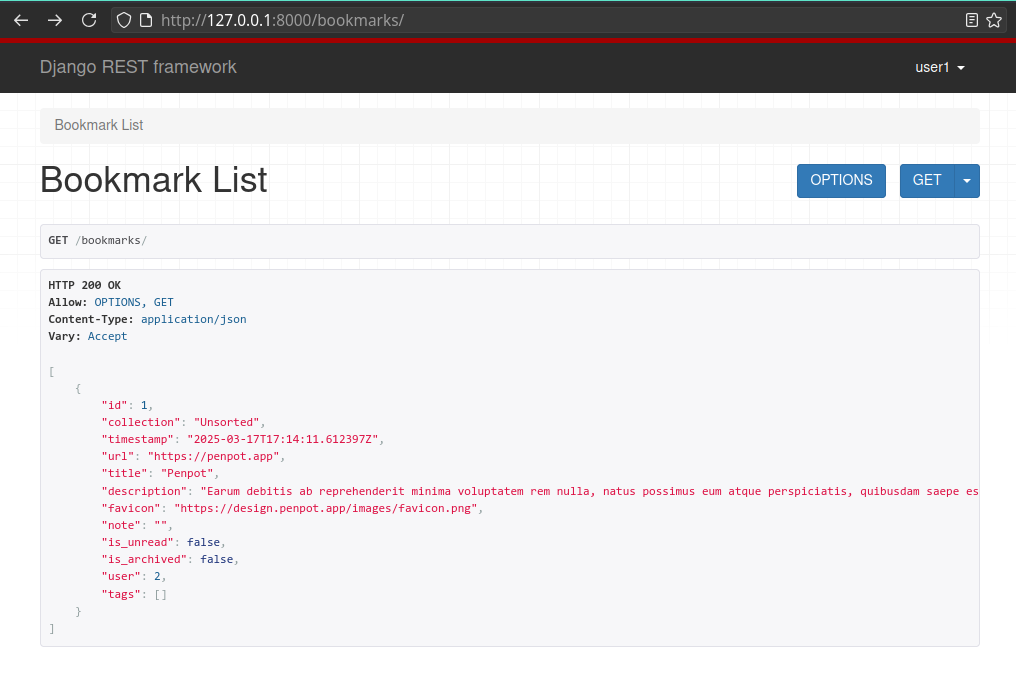 http://127.0.0.1:8000/bookmarks/
Django REST framework
user1
Bookmark List
Bookmark List
OPTIONS
GET
GET /bookmarks/
HTTP 200 OK
Allow: OPTIONS, GET
Content-Type: application/json
Vary: Accept
[
    {
        "id": 1,
        "collection": "Unsorted",
        "timestamp": "2025-03-17T17:14:11.612397Z",
        "url": "https://penpot.app",
        "title": "Penpot",
        "description": "Earum debitis ab reprehenderit minima voluptatem rem nulla, natus possimus eum atque perspiciatis, quibusdam saepe es
        "favicon": "https://design.penpot.app/images/favicon.png",
        "note": "",
        "is_unread": false,
        "is_archived": false,
        "user": 2,
        "tags": []
    }
]